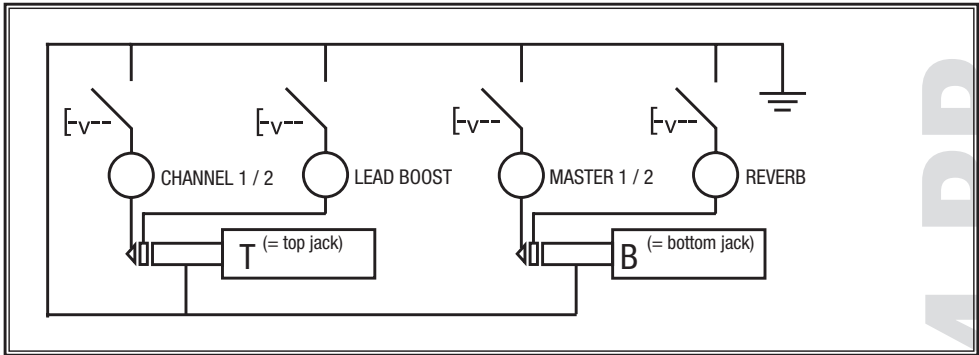 CHANNEL 1 / 2
LEAD BOOST
MASTER 1 / 2
REVERB
T (= top jack)
B (= bottom jack)